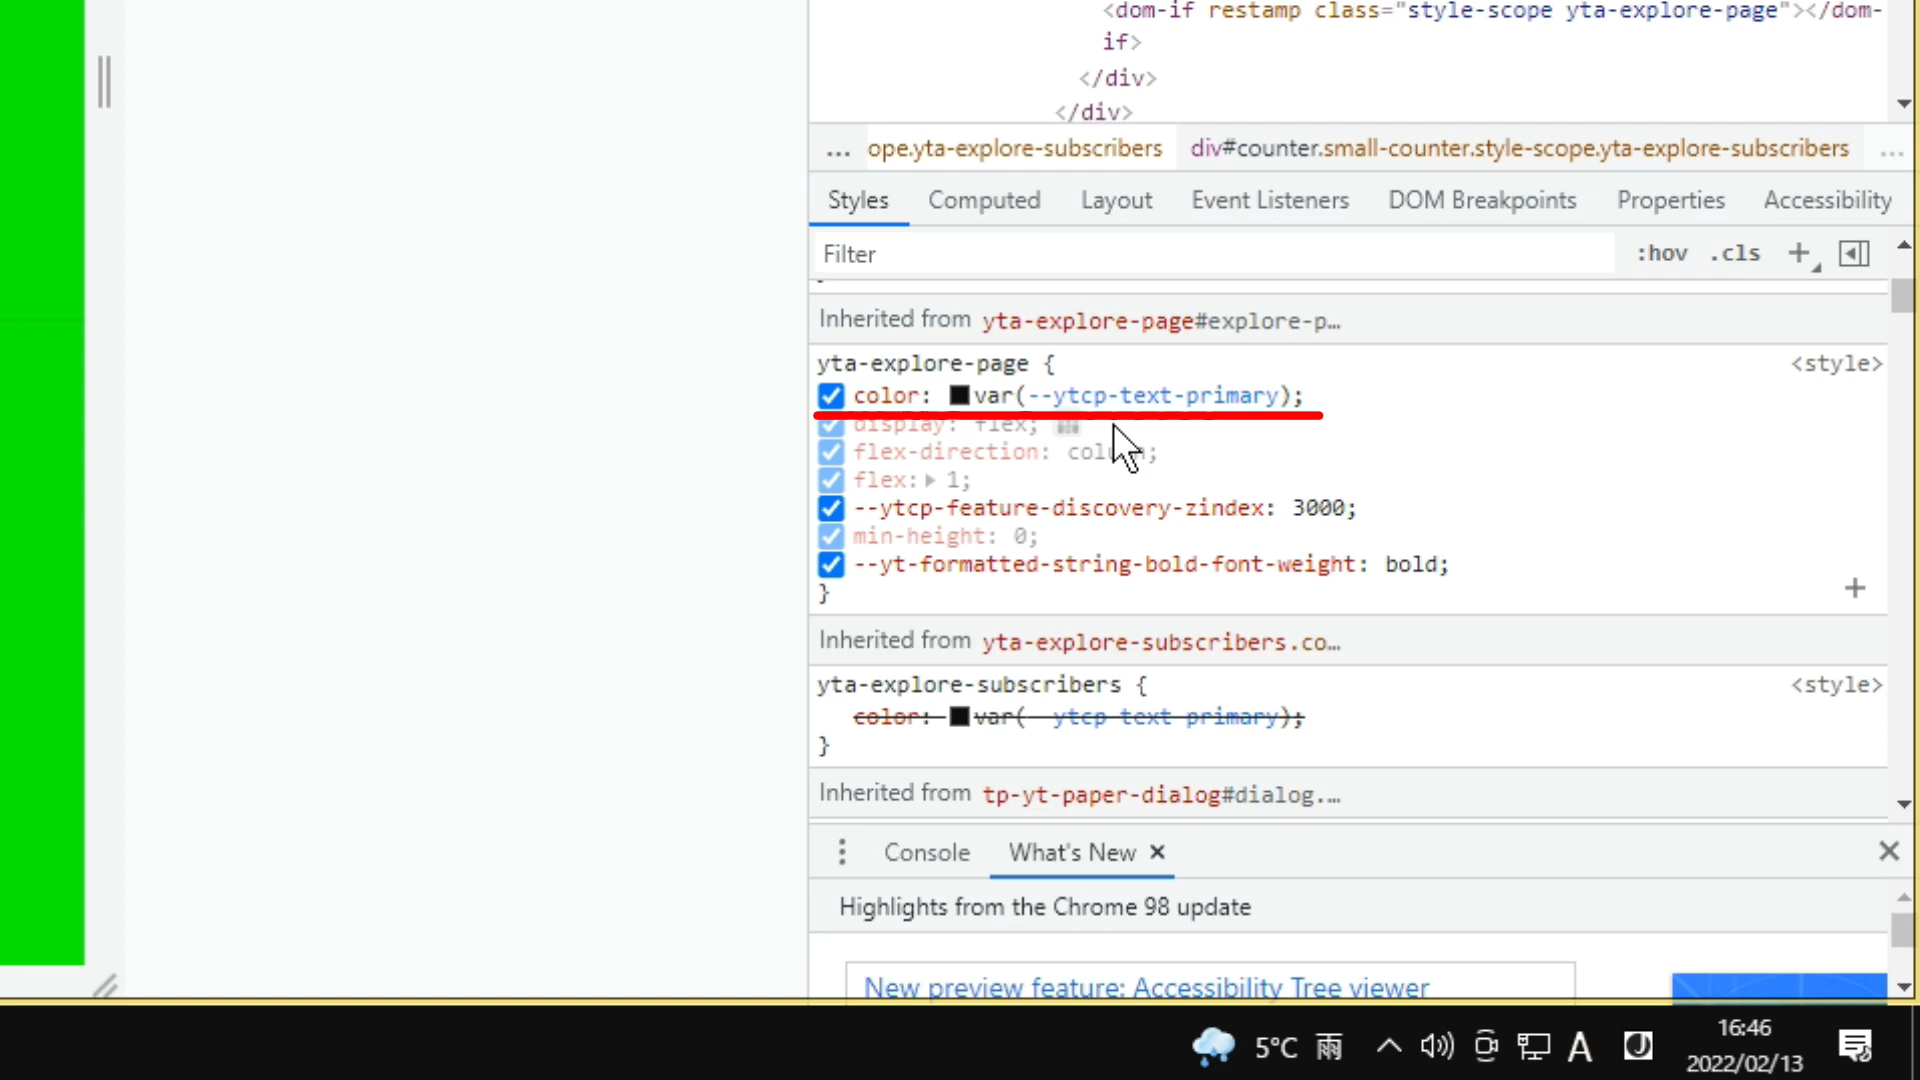 <dom-if restamp class="style-scope yta-explore-page"></dom-
if>
</div>
</div>
... ope.yta-explore-subscribers div#counter.small-counter.style-scope.yta-explore-subscribers ...
Styles Computed Layout Event Listeners DOM Breakpoints Properties Accessibility
Filter :hov .cls +
Inherited from yta-explore-page#explore-p…
yta-explore-page { <style>
color: var(--ytcp-text-primary);
display: flex;
flex-direction: column;
flex: 1;
--ytcp-feature-discovery-zindex: 3000;
min-height: 0;
--yt-formatted-string-bold-font-weight: bold;
}
Inherited from yta-explore-subscribers.co…
yta-explore-subscribers { <style>
color: var(--ytcp-text-primary);
}
Inherited from tp-yt-paper-dialog#dialog.…
Console What's New ×
Highlights from the Chrome 98 update
New preview feature: Accessibility Tree viewer
5°C 雨 A 16:46
2022/02/13